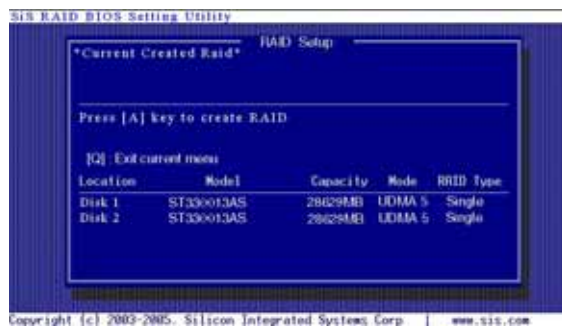 SiS RAID BIOS Setting Utility
RAID Setup
*Current Created Raid*
Press [A] key to create RAID
[Q] : Exit current menu
Location Model Capacity Mode RAID Type
Disk 1 ST330013AS 28629MB UDMA 5 Single
Disk 2 ST330013AS 28629MB UDMA 5 Single
Copyright (c) 2003-2005. Silicon Integrated Systems Corp | www.sis.com